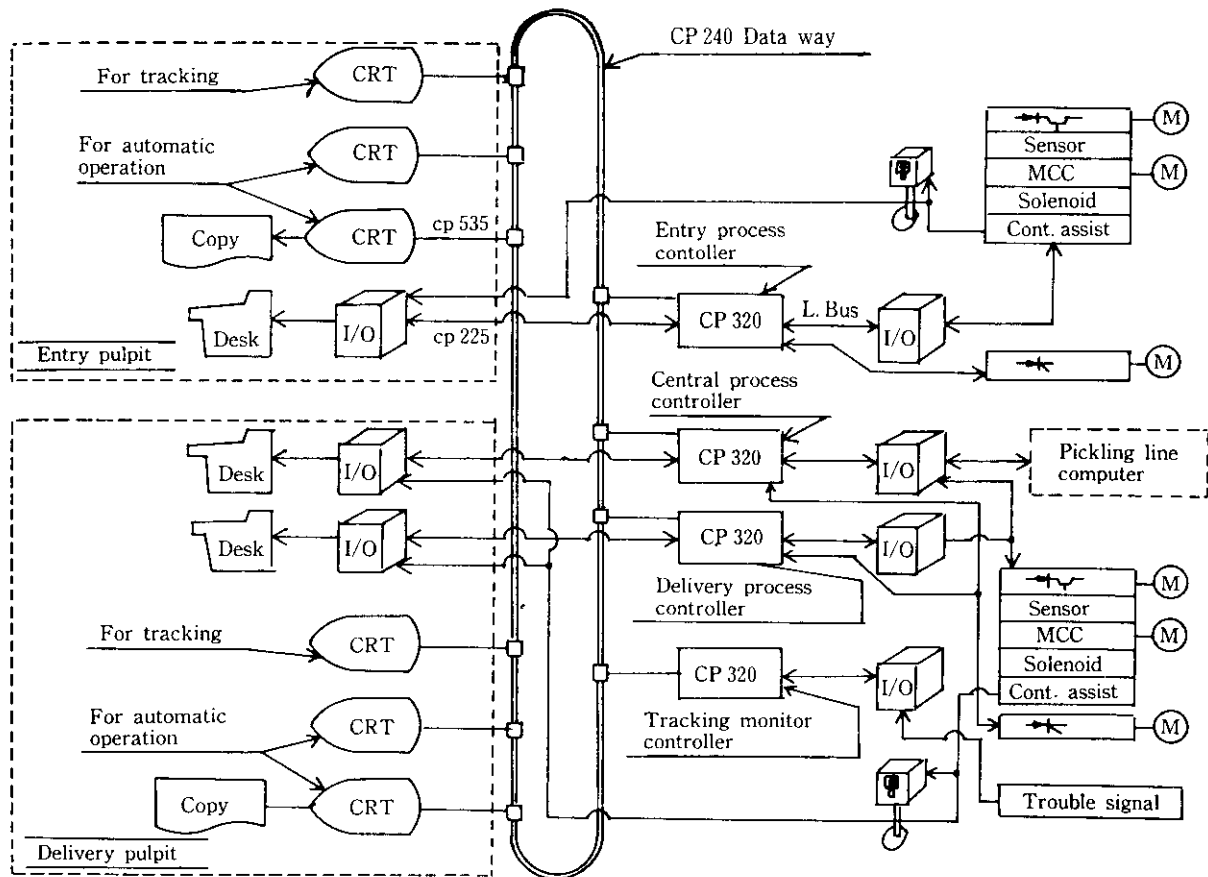 CP 240 Data way
For tracking
CRT
For automatic
operation
CRT
CRT
cp 535
Copy
Desk
I/O
cp 225
Entry pulpit
Entry process
contoller
CP 320
L. Bus
I/O
Sensor
MCC
Solenoid
Cont. assist
M
M
M
Central process
controller
Desk
I/O
CP 320
I/O
Pickling line
computer
Desk
I/O
CP 320
I/O
Delivery process
controller
Sensor
MCC
Solenoid
Cont. assist
M
M
M
For tracking
CRT
CP 320
I/O
Tracking monitor
controller
For automatic
operation
CRT
Copy
CRT
Trouble signal
Delivery pulpit